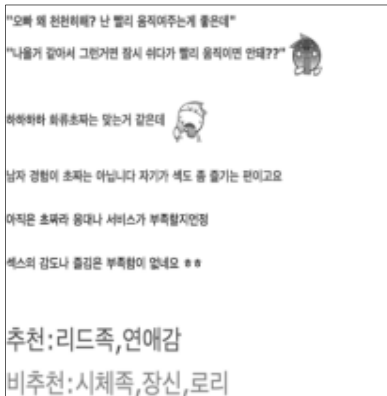 "오빠 왜 천천히해? 난 빨리 움직여주는게 좋은데"
"나올거 같아서 그런거면 잠시 쉬다가 빨리 움직이면 안돼??"
하하하하 화류초짜는 맞는거 같은데
남자 경험이 초짜는 아닙니다 자기가 섹도 좀 즐기는 편이고요
아직은 초짜라 응대나 서비스가 부족할지언정
섹스의 감도나 즐김은 부족함이 없네요 ㅎㅎ
추천:리드족,연애감
비추천:시체족,장신,로리